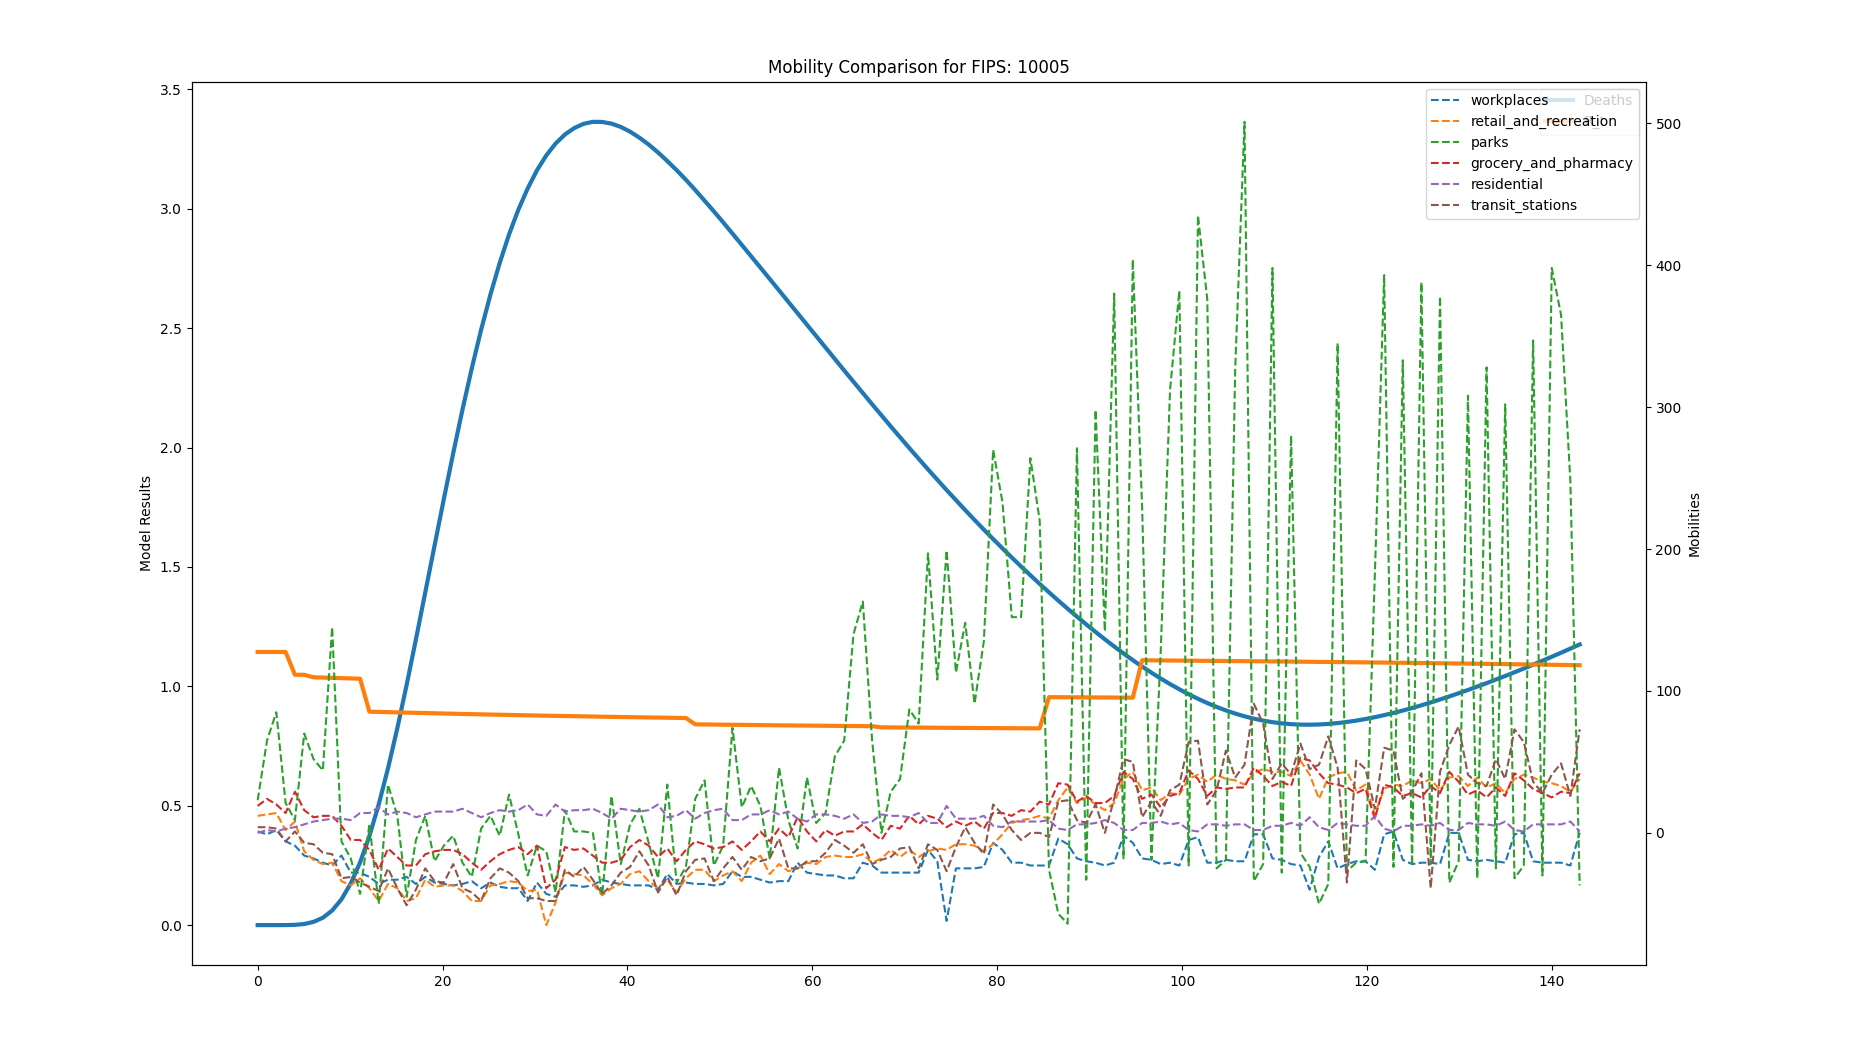 Mobility Comparison for FIPS: 10005
3.5
3.0
2.5
2.0
1.5
1.0
0.5
0.0
Model Results
0
20
40
60
80
100
120
140
500
400
300
200
100
0
Mobilities
workplaces
Deaths
retail_and_recreation
parks
grocery_and_pharmacy
residential
transit_stations